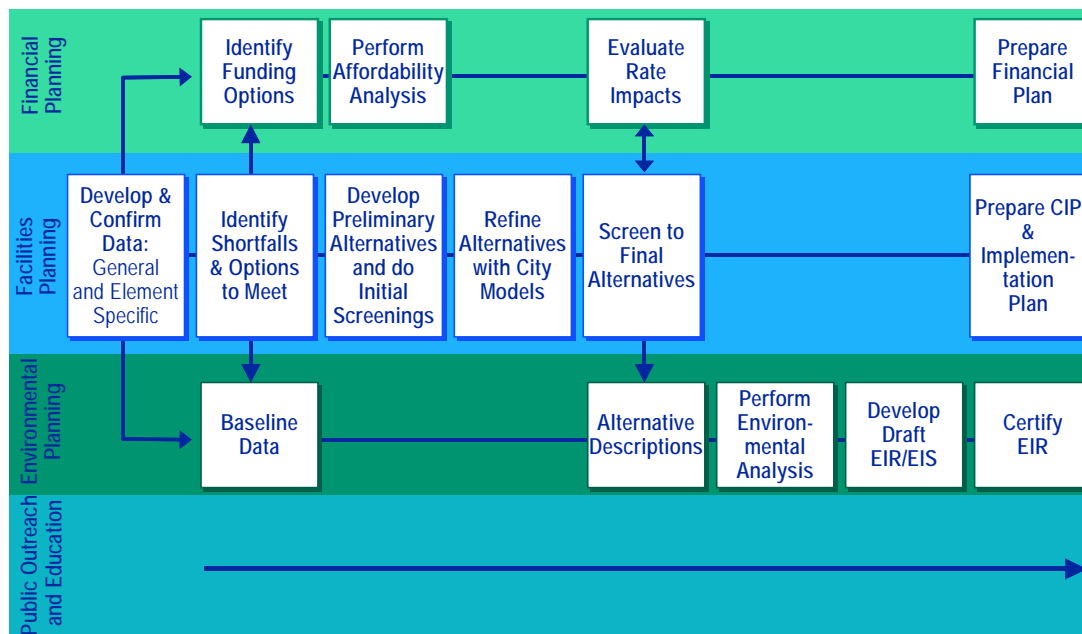 Financial
Planning
Identify
Funding
Options
Perform
Affordability
Analysis
Evaluate
Rate
Impacts
Prepare
Financial
Plan
Facilities
Planning
Develop &
Confirm
Data:
General
and Element
Specific
Identify
Shortfalls
& Options
to Meet
Develop
Preliminary
Alternatives
and do
Initial
Screenings
Refine
Alternatives
with City
Models
Screen to
Final
Alternatives
Prepare CIP
&
Implemen-
tation
Plan
Environmental
Planning
Baseline
Data
Alternative
Descriptions
Perform
Environ-
mental
Analysis
Develop
Draft
EIR/EIS
Certify
EIR
Public Outreach
and Education